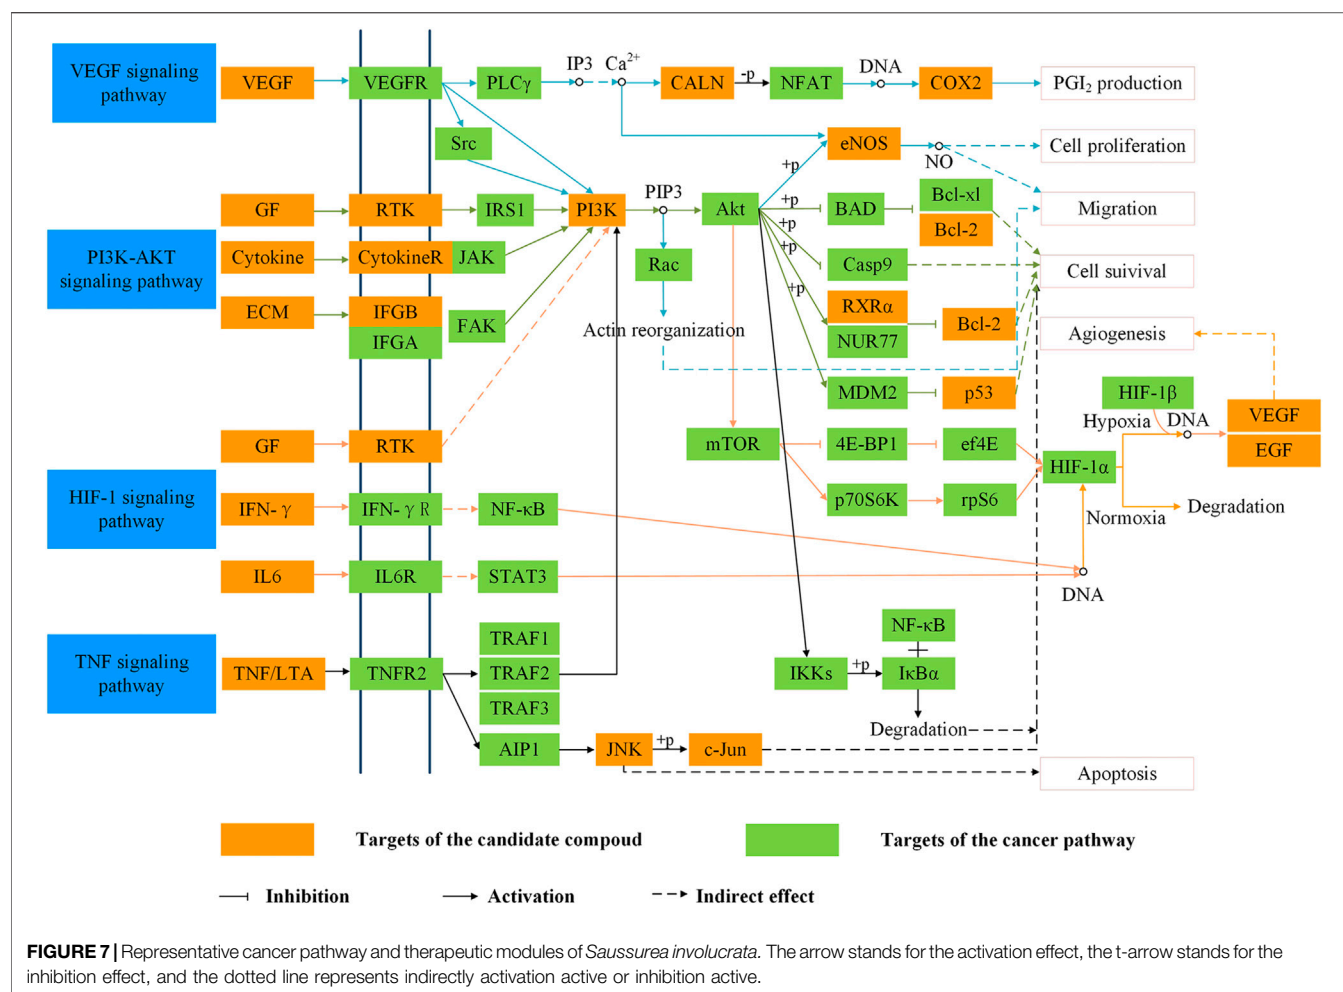 VEGF signaling
pathway
VEGF
VEGFR
PLCγ
IP3
Ca2+
CALN
-p
NFAT
DNA
COX2
PGI2 production
Src
eNOS
NO
Cell proliferation
+p
PI3K-AKT
signaling pathway
GF
RTK
IRS1
PI3K
PIP3
Akt
+p
BAD
Bcl-xl
Bcl-2
Migration
Cytokine
CytokineR
JAK
Rac
+p
+p
Casp9
Cell suivival
ECM
IFGB
IFGA
FAK
Actin reorganization
+p
RXRα
NUR77
Bcl-2
Agiogenesis
MDM2
p53
HIF-1β
Hypoxia
DNA
VEGF
EGF
HIF-1 signaling
pathway
GF
RTK
mTOR
4E-BP1
ef4E
HIF-1α
IFN- γ
IFN- γ R
NF-κB
p70S6K
rpS6
Normoxia
Degradation
IL6
IL6R
STAT3
DNA
TNF signaling
pathway
TNF/LTA
TNFR2
TRAF1
TRAF2
TRAF3
IKKs
+p
NF-κB
IκBα
Degradation
AIP1
JNK
+p
c-Jun
Apoptosis
Targets of the candidate compoud
Targets of the cancer pathway
Inhibition
Activation
Indirect effect
FIGURE 7 | Representative cancer pathway and therapeutic modules of Saussurea involucrata. The arrow stands for the activation effect, the t-arrow stands for the
inhibition effect, and the dotted line represents indirectly activation active or inhibition active.